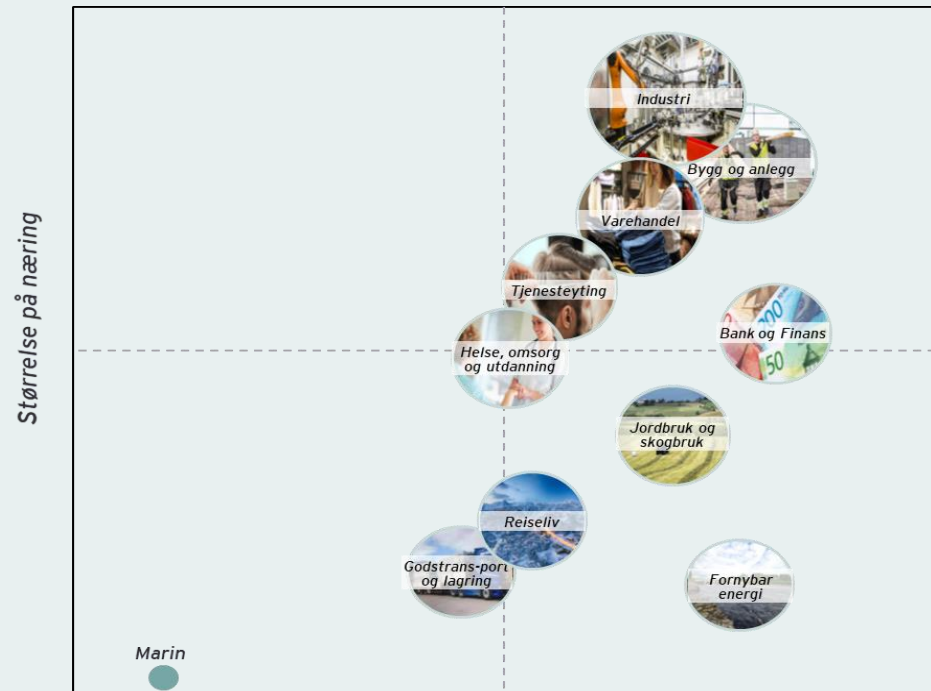 Størrelse på næring
Industri
Bygg og anlegg
Varehandel
Tjenesteyting
Bank og Finans
Helse, omsorg
og utdanning
Jordbruk og
skogbruk
Reiseliv
Godstrans-port
og lagring
Fornybar
energi
Marin